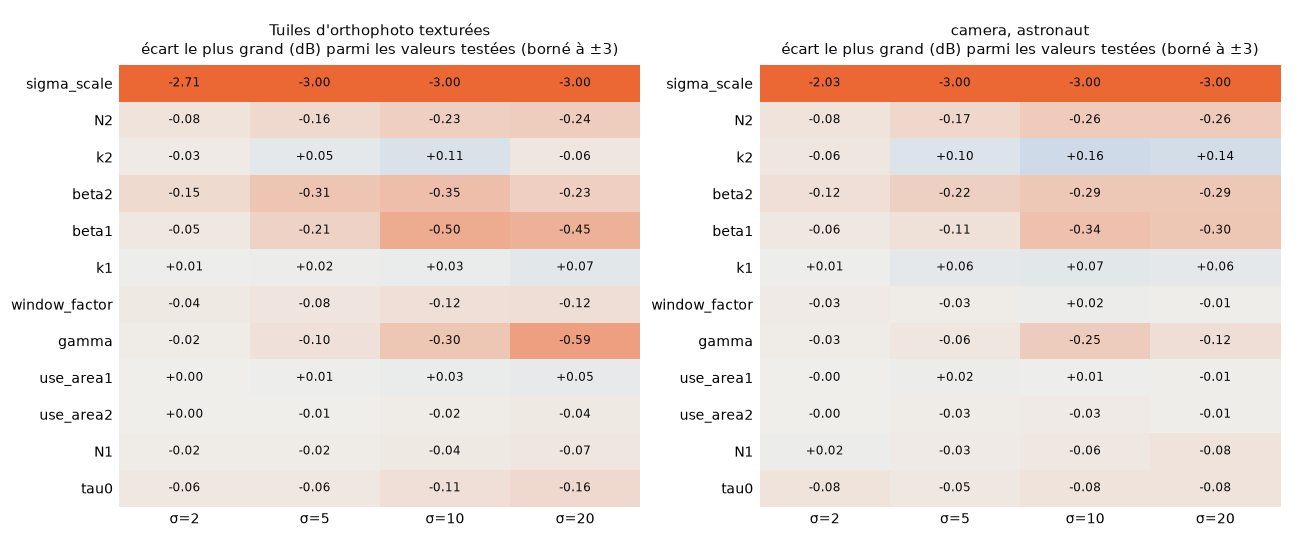 Tuiles d'orthophoto texturées
écart le plus grand (dB) parmi les valeurs testées (borné à ±3)
sigma_scale -2.71 -3.00 -3.00 -3.00
N2 -0.08 -0.16 -0.23 -0.24
k2 -0.03 +0.05 +0.11 -0.06
beta2 -0.15 -0.31 -0.35 -0.23
beta1 -0.05 -0.21 -0.50 -0.45
k1 +0.01 +0.02 +0.03 +0.07
window_factor -0.04 -0.08 -0.12 -0.12
gamma -0.02 -0.10 -0.30 -0.59
use_area1 +0.00 +0.01 +0.03 +0.05
use_area2 +0.00 -0.01 -0.02 -0.04
N1 -0.02 -0.02 -0.04 -0.07
tau0 -0.06 -0.06 -0.11 -0.16
σ=2 σ=5 σ=10 σ=20
camera, astronaut
écart le plus grand (dB) parmi les valeurs testées (borné à ±3)
sigma_scale -2.03 -3.00 -3.00 -3.00
N2 -0.08 -0.17 -0.26 -0.26
k2 -0.06 +0.10 +0.16 +0.14
beta2 -0.12 -0.22 -0.29 -0.29
beta1 -0.06 -0.11 -0.34 -0.30
k1 +0.01 +0.06 +0.07 +0.06
window_factor -0.03 -0.03 +0.02 -0.01
gamma -0.03 -0.06 -0.25 -0.12
use_area1 -0.00 +0.02 +0.01 -0.01
use_area2 -0.00 -0.03 -0.03 -0.01
N1 +0.02 -0.03 -0.06 -0.08
tau0 -0.08 -0.05 -0.08 -0.08
σ=2 σ=5 σ=10 σ=20